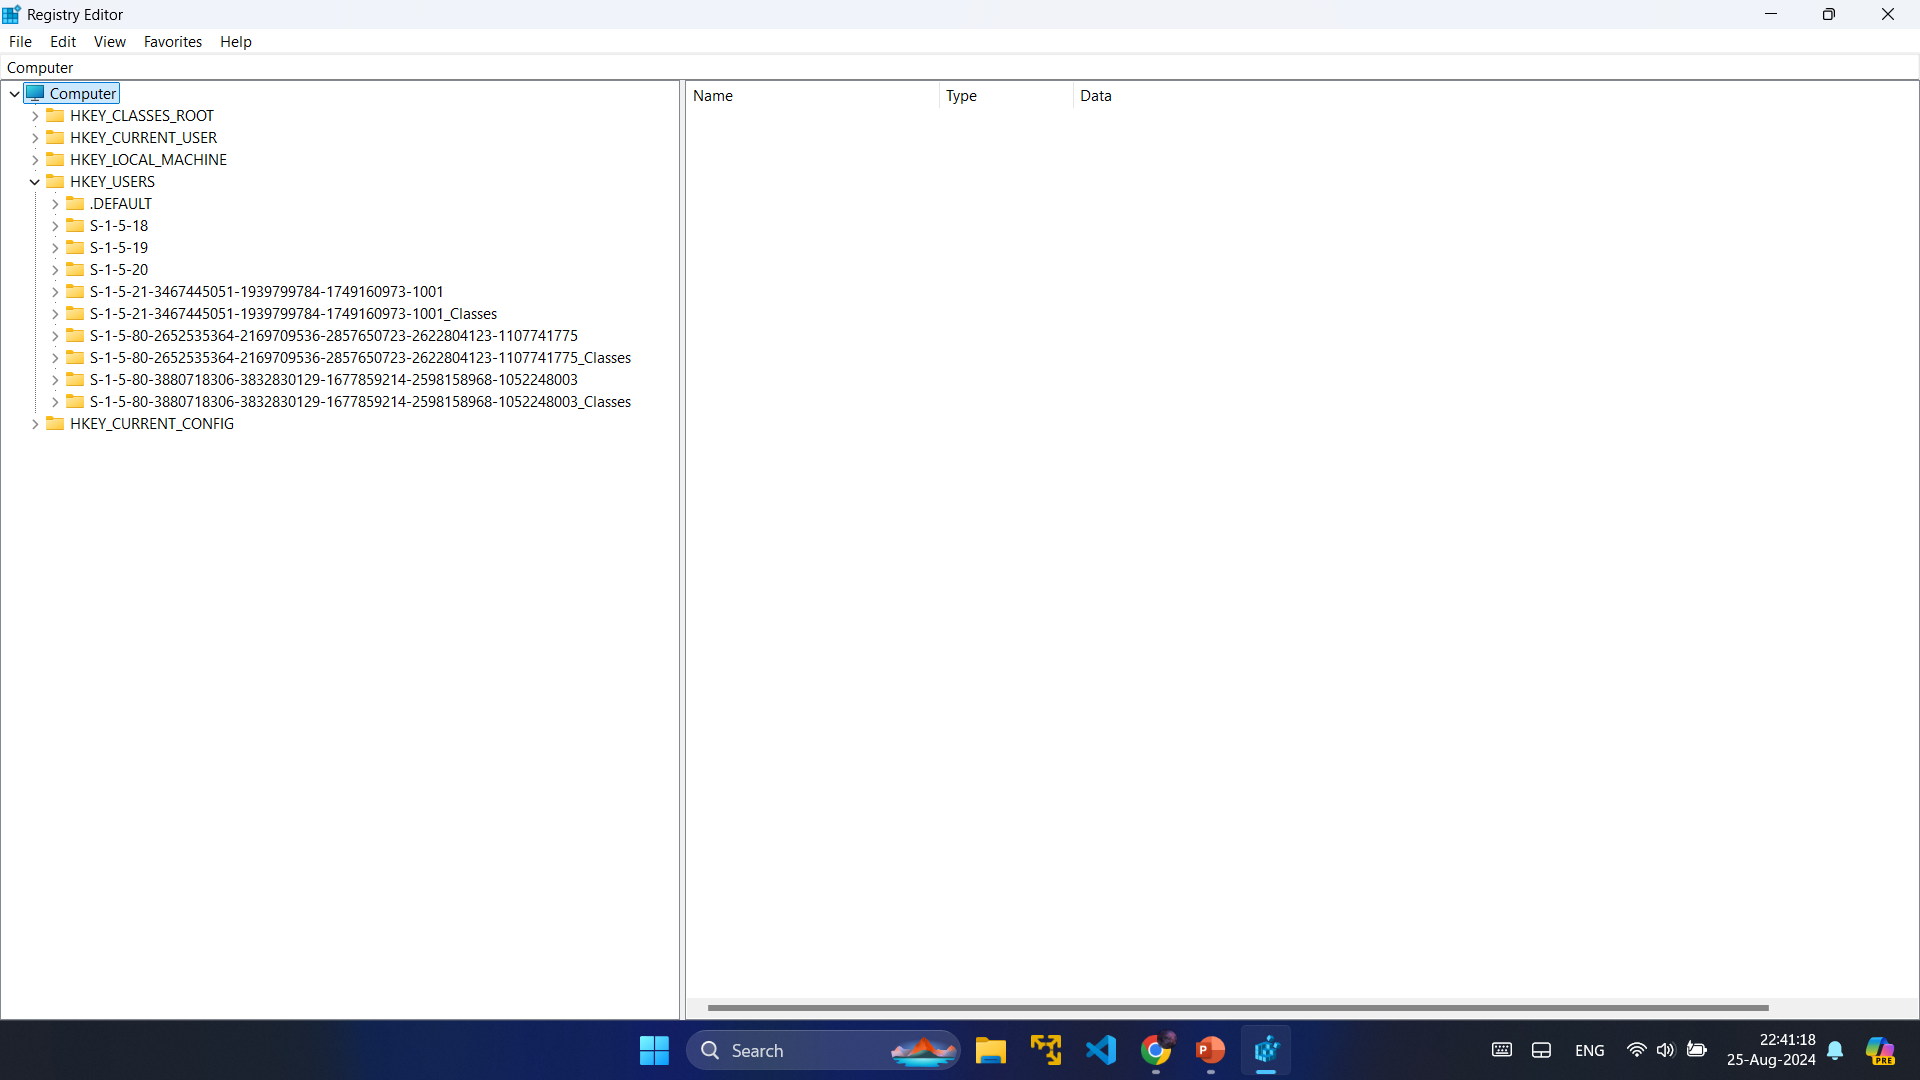 Registry Editor
File Edit View Favorites Help
Computer
Computer
HKEY_CLASSES_ROOT
HKEY_CURRENT_USER
HKEY_LOCAL_MACHINE
HKEY_USERS
.DEFAULT
S-1-5-18
S-1-5-19
S-1-5-20
S-1-5-21-3467445051-1939799784-1749160973-1001
S-1-5-21-3467445051-1939799784-1749160973-1001_Classes
S-1-5-80-2652535364-2169709536-2857650723-2622804123-1107741775
S-1-5-80-2652535364-2169709536-2857650723-2622804123-1107741775_Classes
S-1-5-80-3880718306-3832830129-1677859214-2598158968-1052248003
S-1-5-80-3880718306-3832830129-1677859214-2598158968-1052248003_Classes
HKEY_CURRENT_CONFIG
Name Type Data
Search
P
ENG
22:41:18
25-Aug-2024
PRE